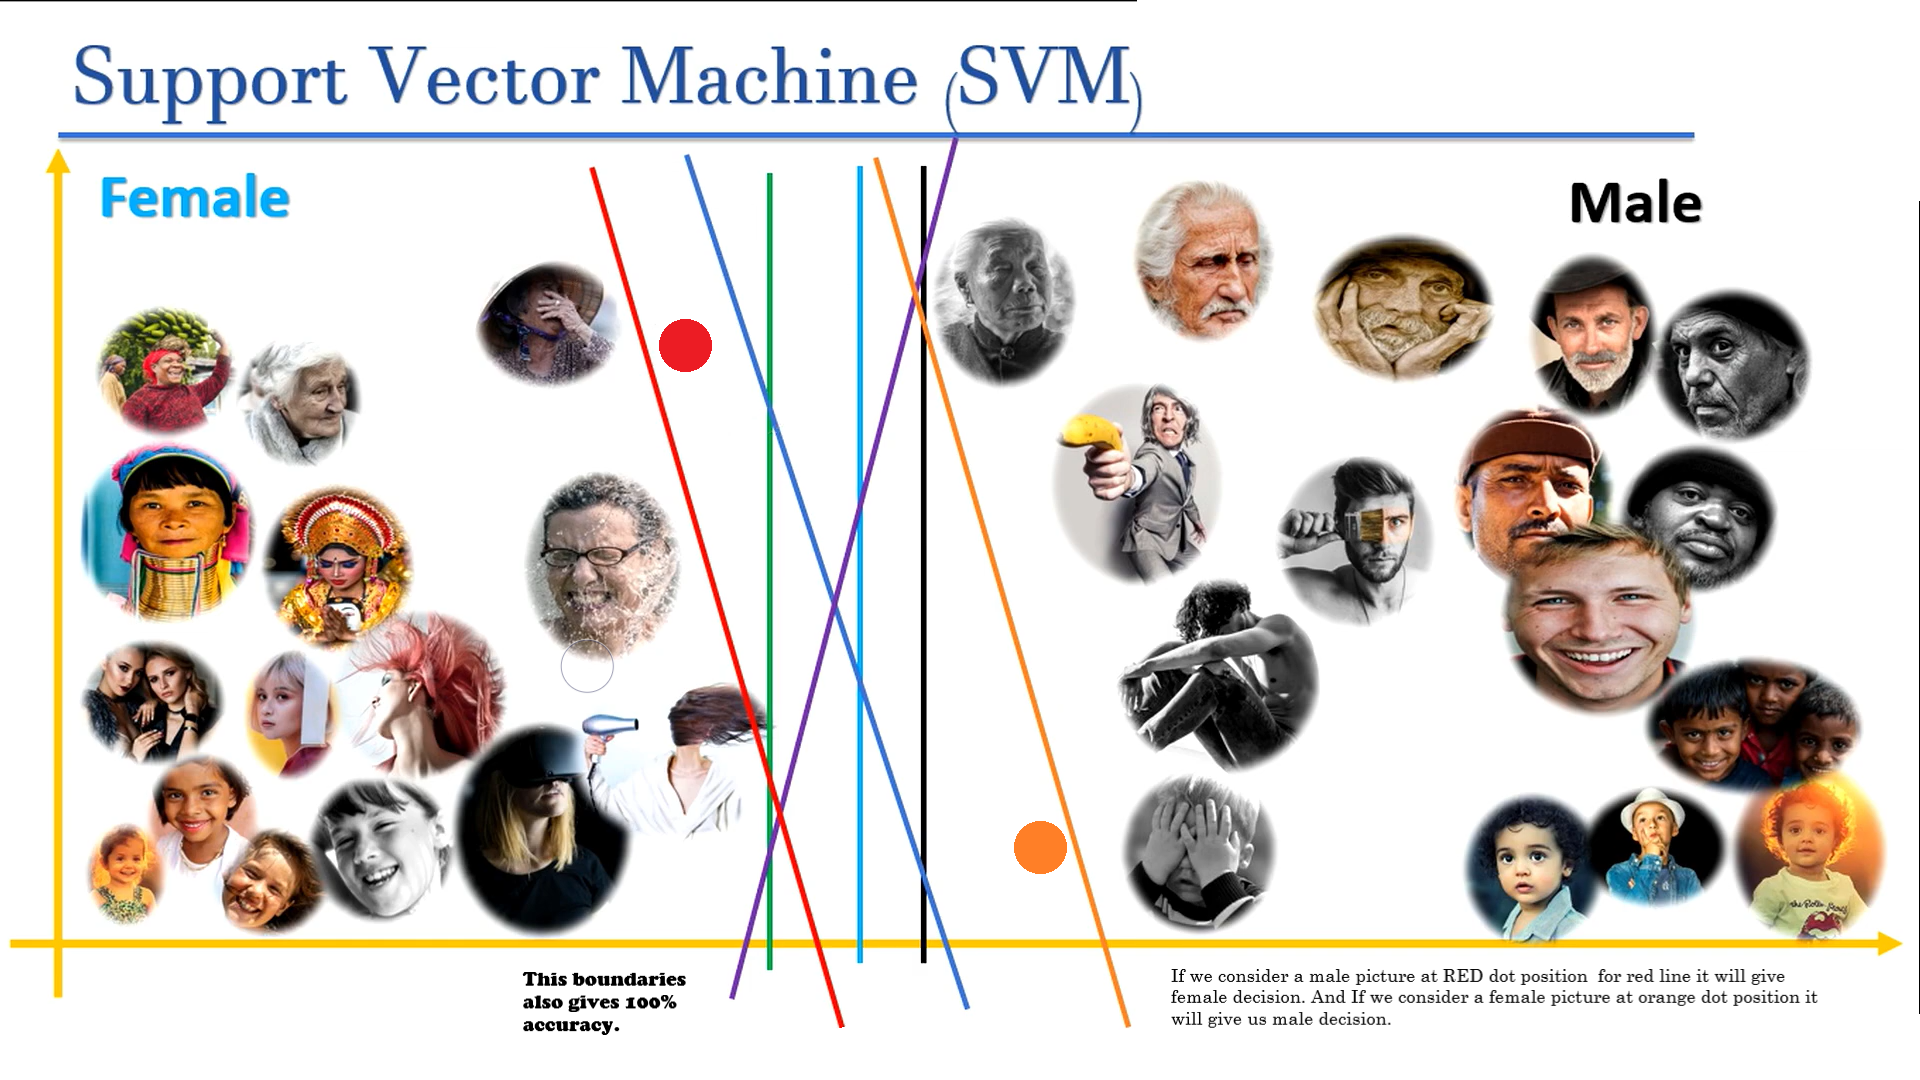 Support Vector Machine (SVM)
Female
Male
This boundaries
also gives 100%
accuracy.
If we consider a male picture at RED dot position for red line it will give
female decision. And If we consider a female picture at orange dot position it
will give us male decision.